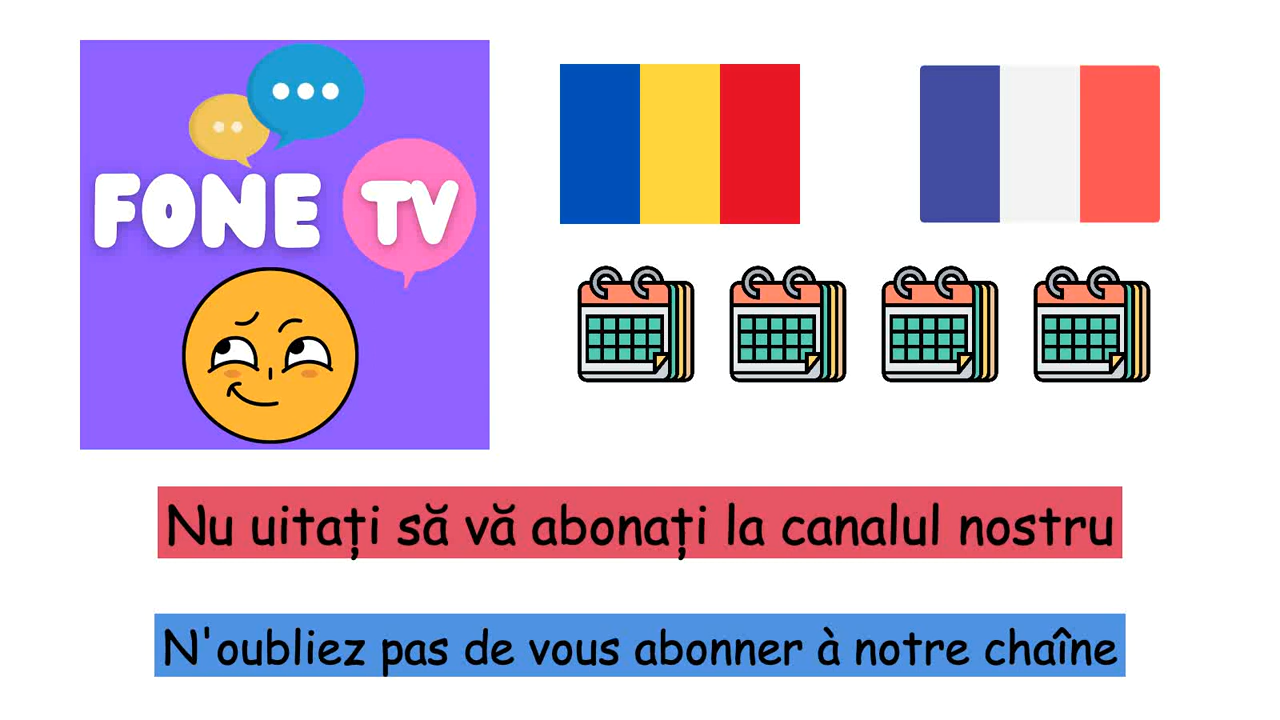 FONE TV
Nu uitați să vă abonați la canalul nostru
N'oubliez pas de vous abonner à notre chaîne